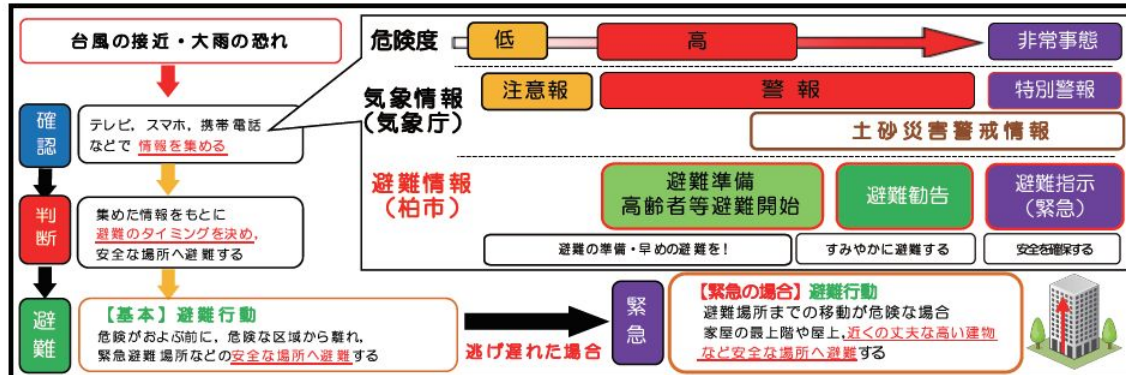 台風の接近・大雨の恐れ
確認
テレビ，スマホ，携帯電話
などで 情報を集める
判断
集めた情報をもとに
避難のタイミングを決め，
安全な場所へ避難する
避難
【基本】避難行動
危険がおよぶ前に，危険な区域から離れ，
緊急避難場所などの安全な場所へ避難する
危険度
低
高
非常事態
気象情報
（気象庁）
注意報
警報
特別警報
土砂災害警戒情報
避難情報
（柏市）
避難準備
高齢者等避難開始
避難勧告
避難指示
（緊急）
避難の準備・早めの避難を！
すみやかに避難する
安全を確保する
逃げ遅れた場合
緊急
【緊急の場合】避難行動
避難場所までの移動が危険な場合
家屋の最上階や屋上，近くの丈夫な高い建物
など安全な場所へ避難する